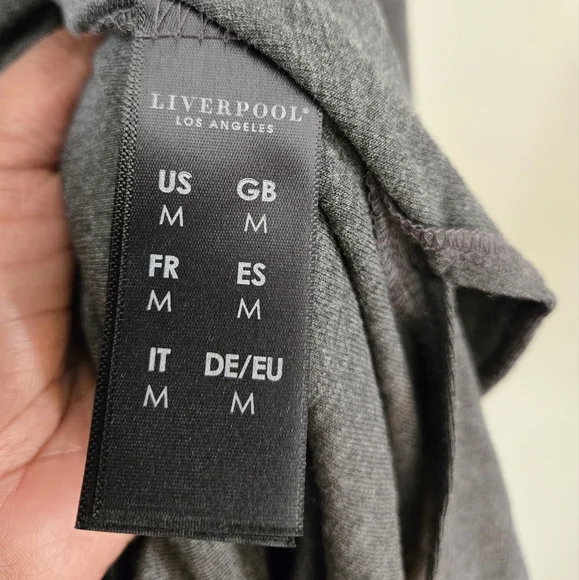 LIVERPOOL®
LOS ANGELES
US GB
M M
FR ES
M M
IT DE/EU
M M